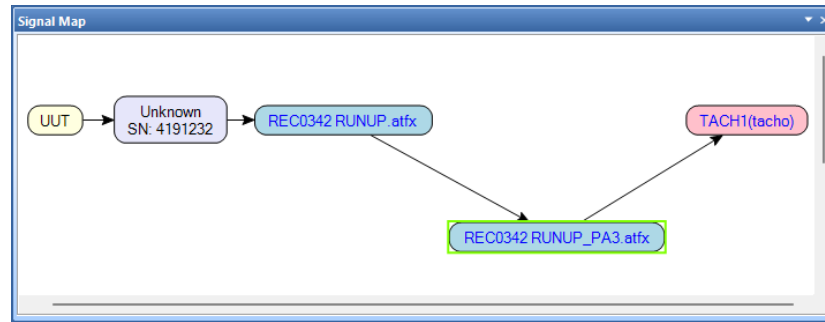 Signal Map
UUT
Unknown
SN: 4191232
REC0342 RUNUP.atfx
TACH1(tacho)
REC0342 RUNUP_PA3.atfx